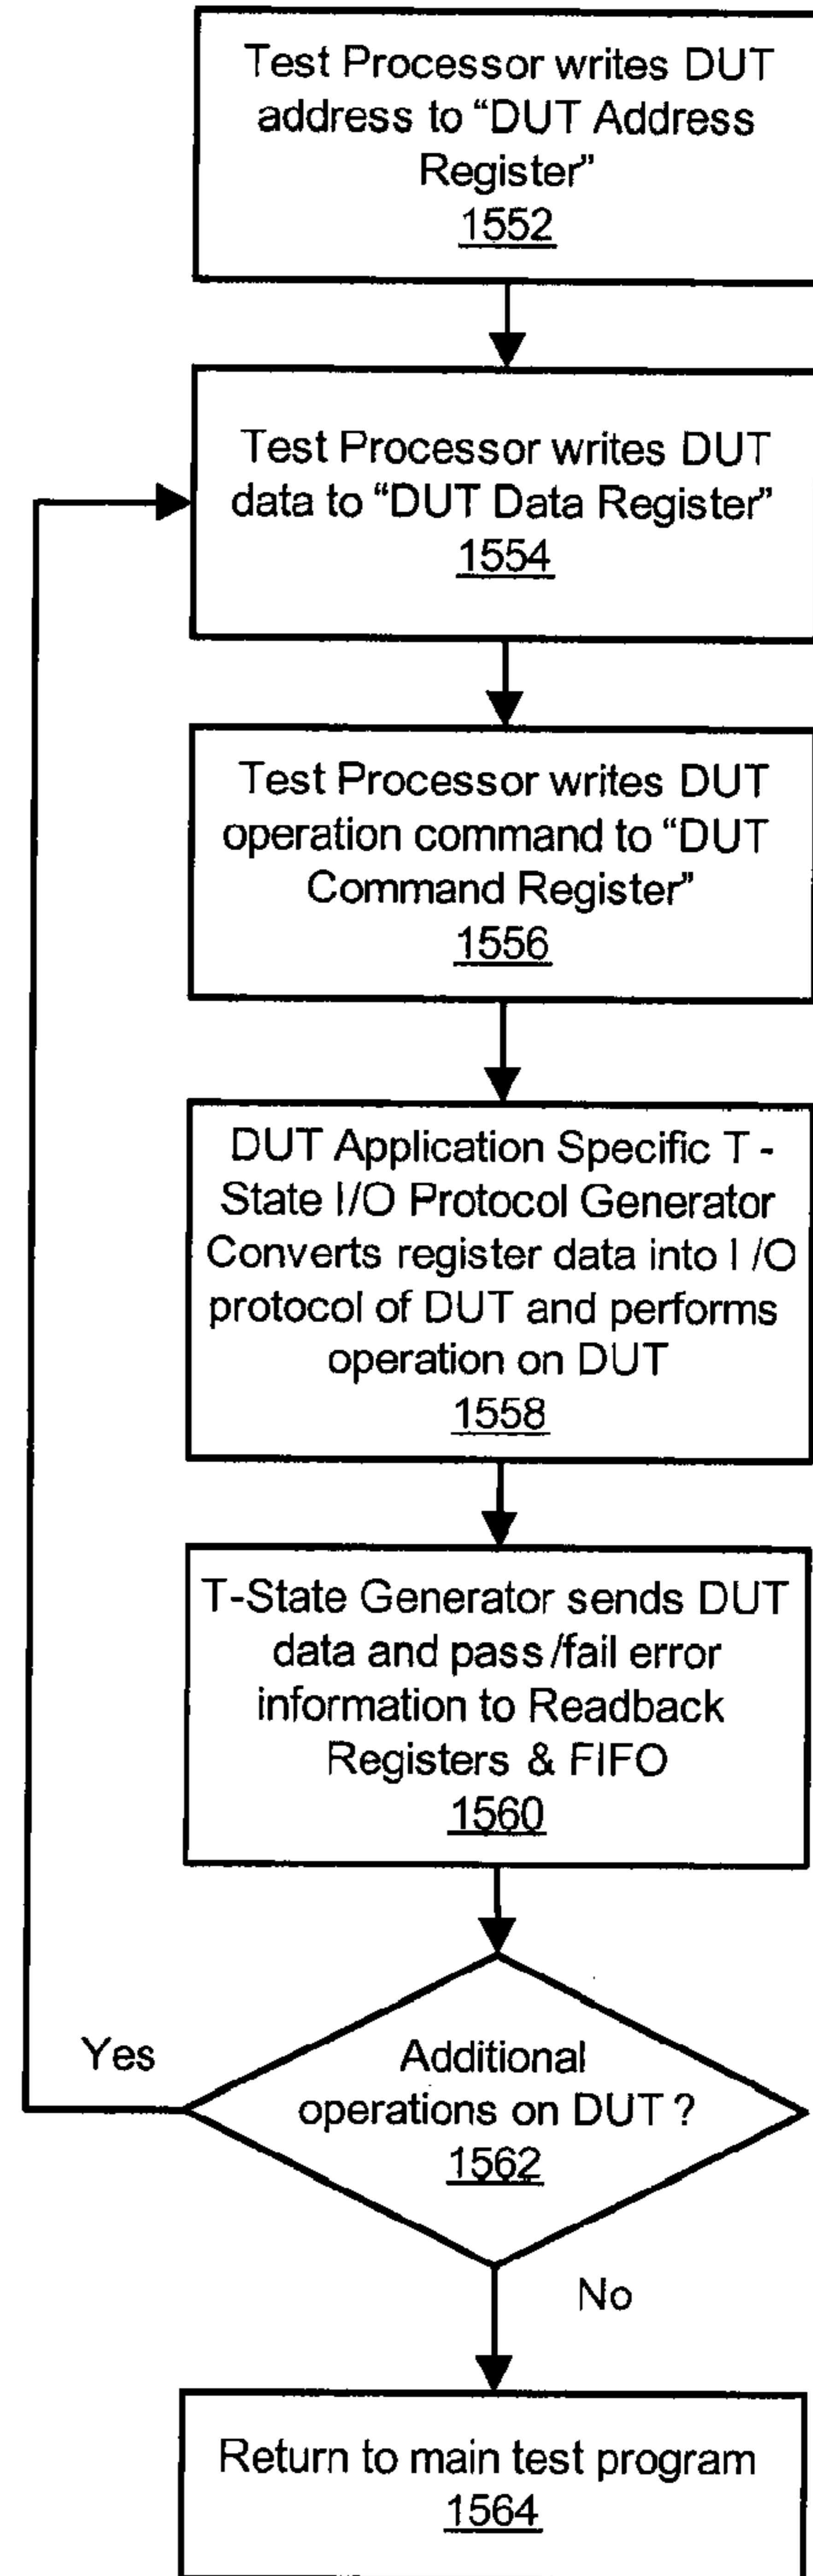 Test Processor writes DUT
address to “DUT Address
Register”
1552
Test Processor writes DUT
data to “DUT Data Register”
1554
Test Processor writes DUT
operation command to “DUT
Command Register”
1556
DUT Application Specific T -
State I/O Protocol Generator
Converts register data into I /O
protocol of DUT and performs
operation on DUT
1558
T-State Generator sends DUT
data and pass/fail error
information to Readback
Registers & FIFO
1560
Yes
Additional
operations on DUT ?
1562
No
Return to main test program
1564